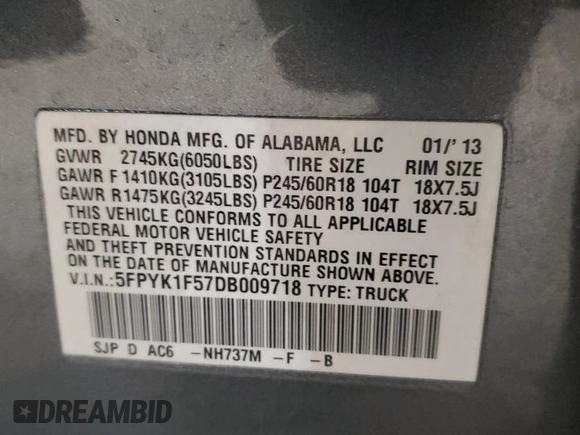 MFD. BY HONDA MFG. OF ALABAMA, LLC 01/' 13
GVWR 2745KG(6050LBS) TIRE SIZE RIM SIZE
GAWR F 1410KG(3105LBS) P245/60R18 104T 18X7.5J
GAWR R1475KG(3245LBS) P245/60R18 104T 18X7.5J
THIS VEHICLE CONFORMS TO ALL APPLICABLE
FEDERAL MOTOR VEHICLE SAFETY
AND THEFT PREVENTION STANDARDS IN EFFECT
ON THE DATE OF MANUFACTURE SHOWN ABOVE.
V.I.N.:5FPYK1F57DB009718 TYPE: TRUCK
SJP D AC6 -NH737M -F -B
DREAMBID